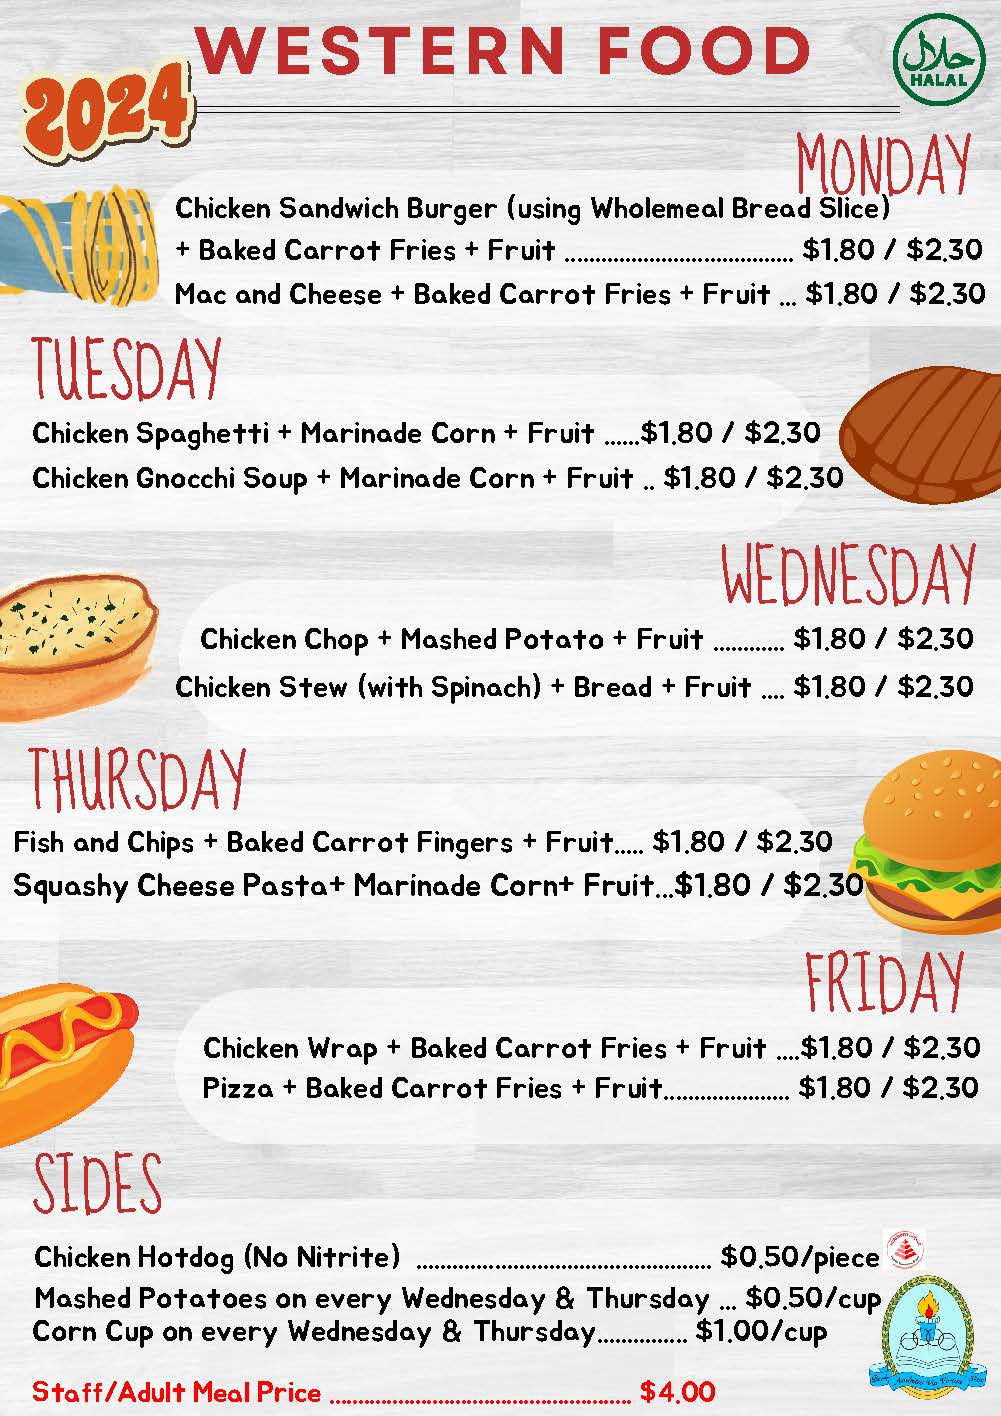 WESTERN FOOD
2024
حلال
HALAL
MONDAY
Chicken Sandwich Burger (using Wholemeal Bread Slice)
+ Baked Carrot Fries + Fruit ...................................... $1.80 / $2.30
Mac and Cheese + Baked Carrot Fries + Fruit ... $1.80 / $2.30
TUESDAY
Chicken Spaghetti + Marinade Corn + Fruit ......$1.80 / $2.30
Chicken Gnocchi Soup + Marinade Corn + Fruit .. $1.80 / $2.30
WEDNESDAY
Chicken Chop + Mashed Potato + Fruit ............ $1.80 / $2.30
Chicken Stew (with Spinach) + Bread + Fruit .... $1.80 / $2.30
THURSDAY
Fish and Chips + Baked Carrot Fingers + Fruit..... $1.80 / $2.30
Squashy Cheese Pasta+ Marinade Corn+ Fruit...$1.80 / $2.30
FRIDAY
Chicken Wrap + Baked Carrot Fries + Fruit ....$1.80 / $2.30
Pizza + Baked Carrot Fries + Fruit..................... $1.80 / $2.30
SIDES
Chicken Hotdog (No Nitrite) ................................................. $0.50/piece
Mashed Potatoes on every Wednesday & Thursday ... $0.50/cup
Corn Cup on every Wednesday & Thursday............... $1.00/cup
Staff/Adult Meal Price .................................................... $4.00